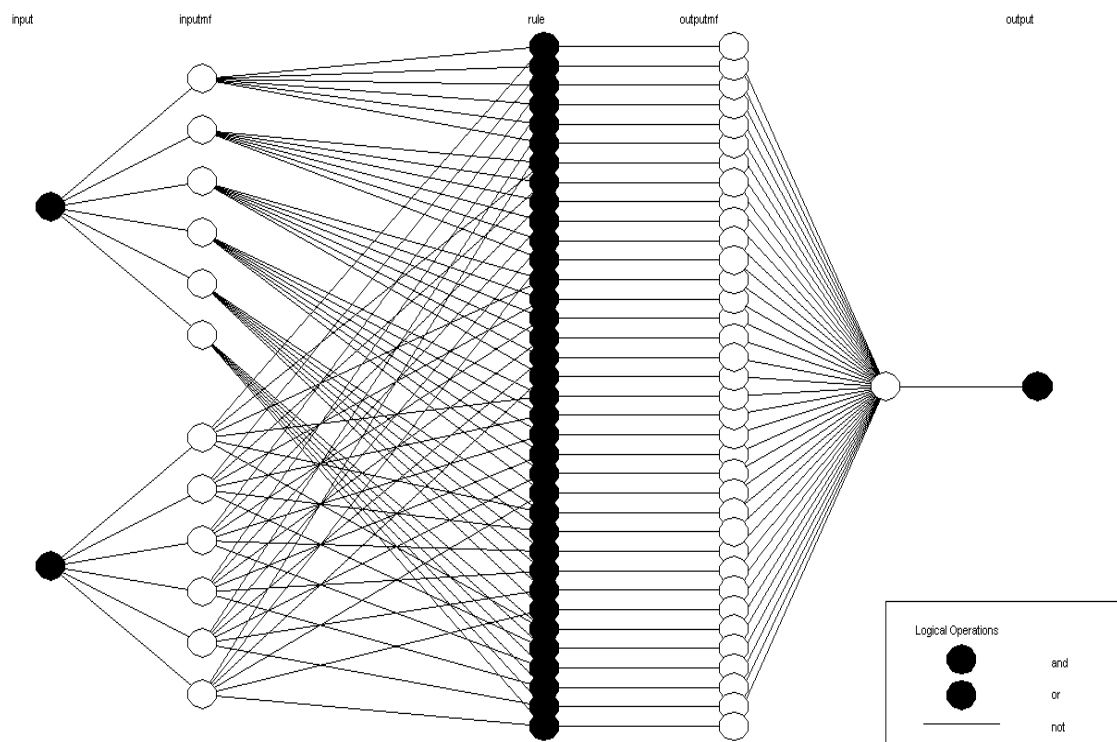 input inputmf rule outputmf output
Logical Operations
and
or
not